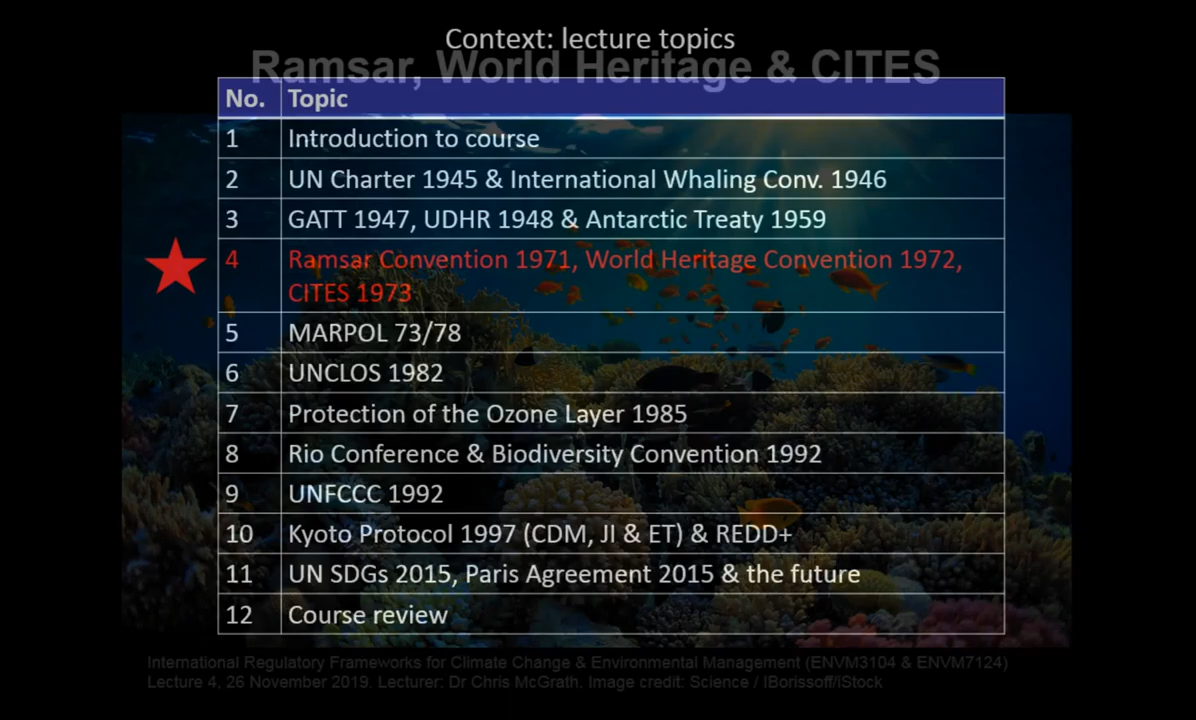 Context: lecture topics
Ramsar, World Heritage & CITES
No. Topic
1 Introduction to course
2 UN Charter 1945 & International Whaling Conv. 1946
3 GATT 1947, UDHR 1948 & Antarctic Treaty 1959
4 Ramsar Convention 1971, World Heritage Convention 1972,
CITES 1973
5 MARPOL 73/78
6 UNCLOS 1982
7 Protection of the Ozone Layer 1985
8 Rio Conference & Biodiversity Convention 1992
9 UNFCCC 1992
10 Kyoto Protocol 1997 (CDM, JI & ET) & REDD+
11 UN SDGs 2015, Paris Agreement 2015 & the future
12 Course review
International Regulatory Frameworks for Climate Change & Environmental Management (ENVM3104 & ENVM7124)
Lecture 4, 26 November 2019. Lecturer: Dr Chris McGrath. Image credit: Science / IBorissoff/iStock